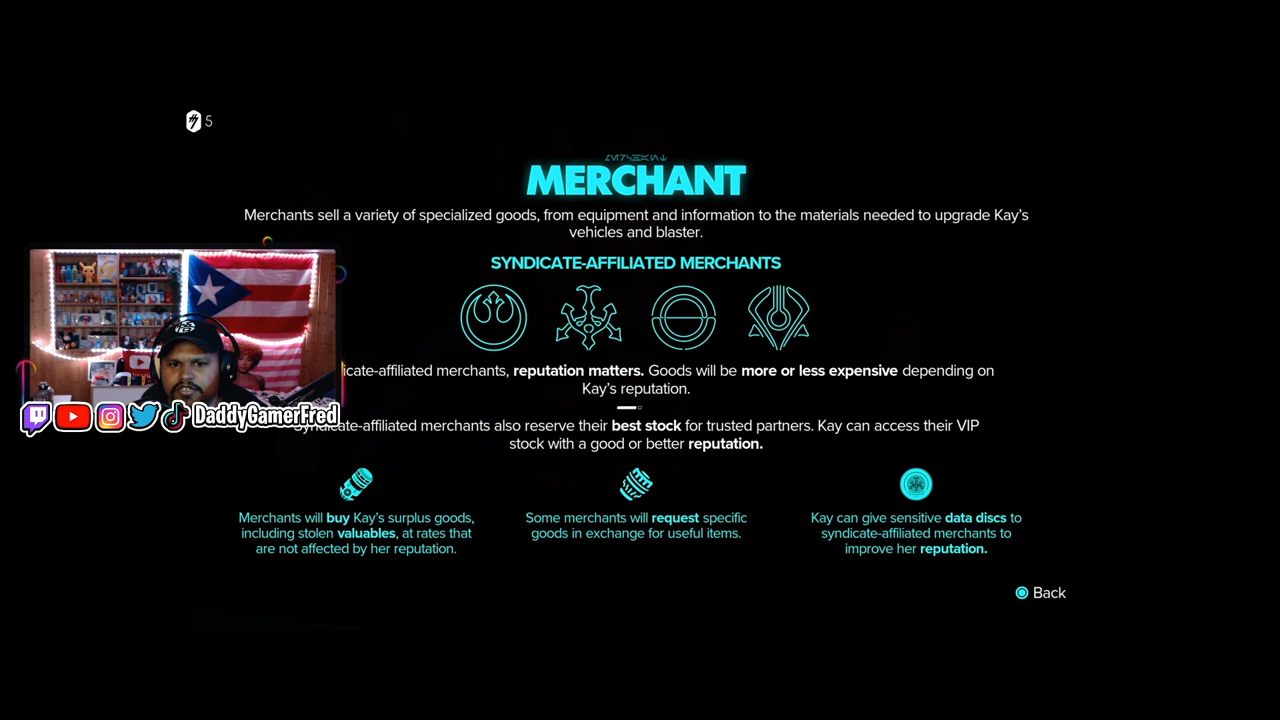 5
MERCHANT
Merchants sell a variety of specialized goods, from equipment and information to the materials needed to upgrade Kay's
vehicles and blaster.
SYNDICATE-AFFILIATED MERCHANTS
merchants, reputation matters. Goods will be more or less expensive depending on
Kay's reputation.
Syndicate-affiliated merchants also reserve their best stock for trusted partners. Kay can access their VIP
stock with a good or better reputation.
DaddyGamerFred
Merchants will buy Kay's surplus goods,
including stolen valuables, at rates that
are not affected by her reputation.
Some merchants will request specific
goods in exchange for useful items.
Kay can give sensitive data discs to
syndicate-affiliated merchants to
improve her reputation.
Back